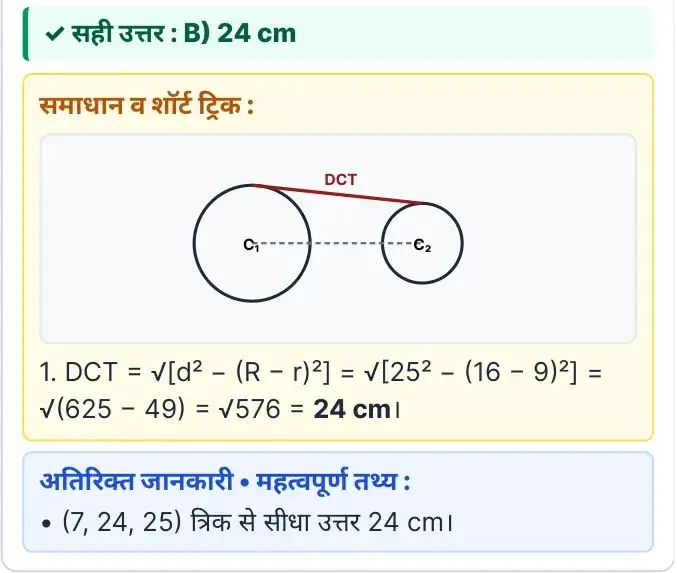 ✓ सही उत्तर : B) 24 cm
समाधान व शॉर्ट ट्रिक :
DCT
C₁
C₂
1. DCT = √[d² − (R − r)²] = √[25² − (16 − 9)²] =
√(625 − 49) = √576 = 24 cm।
अतिरिक्त जानकारी • महत्वपूर्ण तथ्य :
• (7, 24, 25) त्रिक से सीधा उत्तर 24 cm।